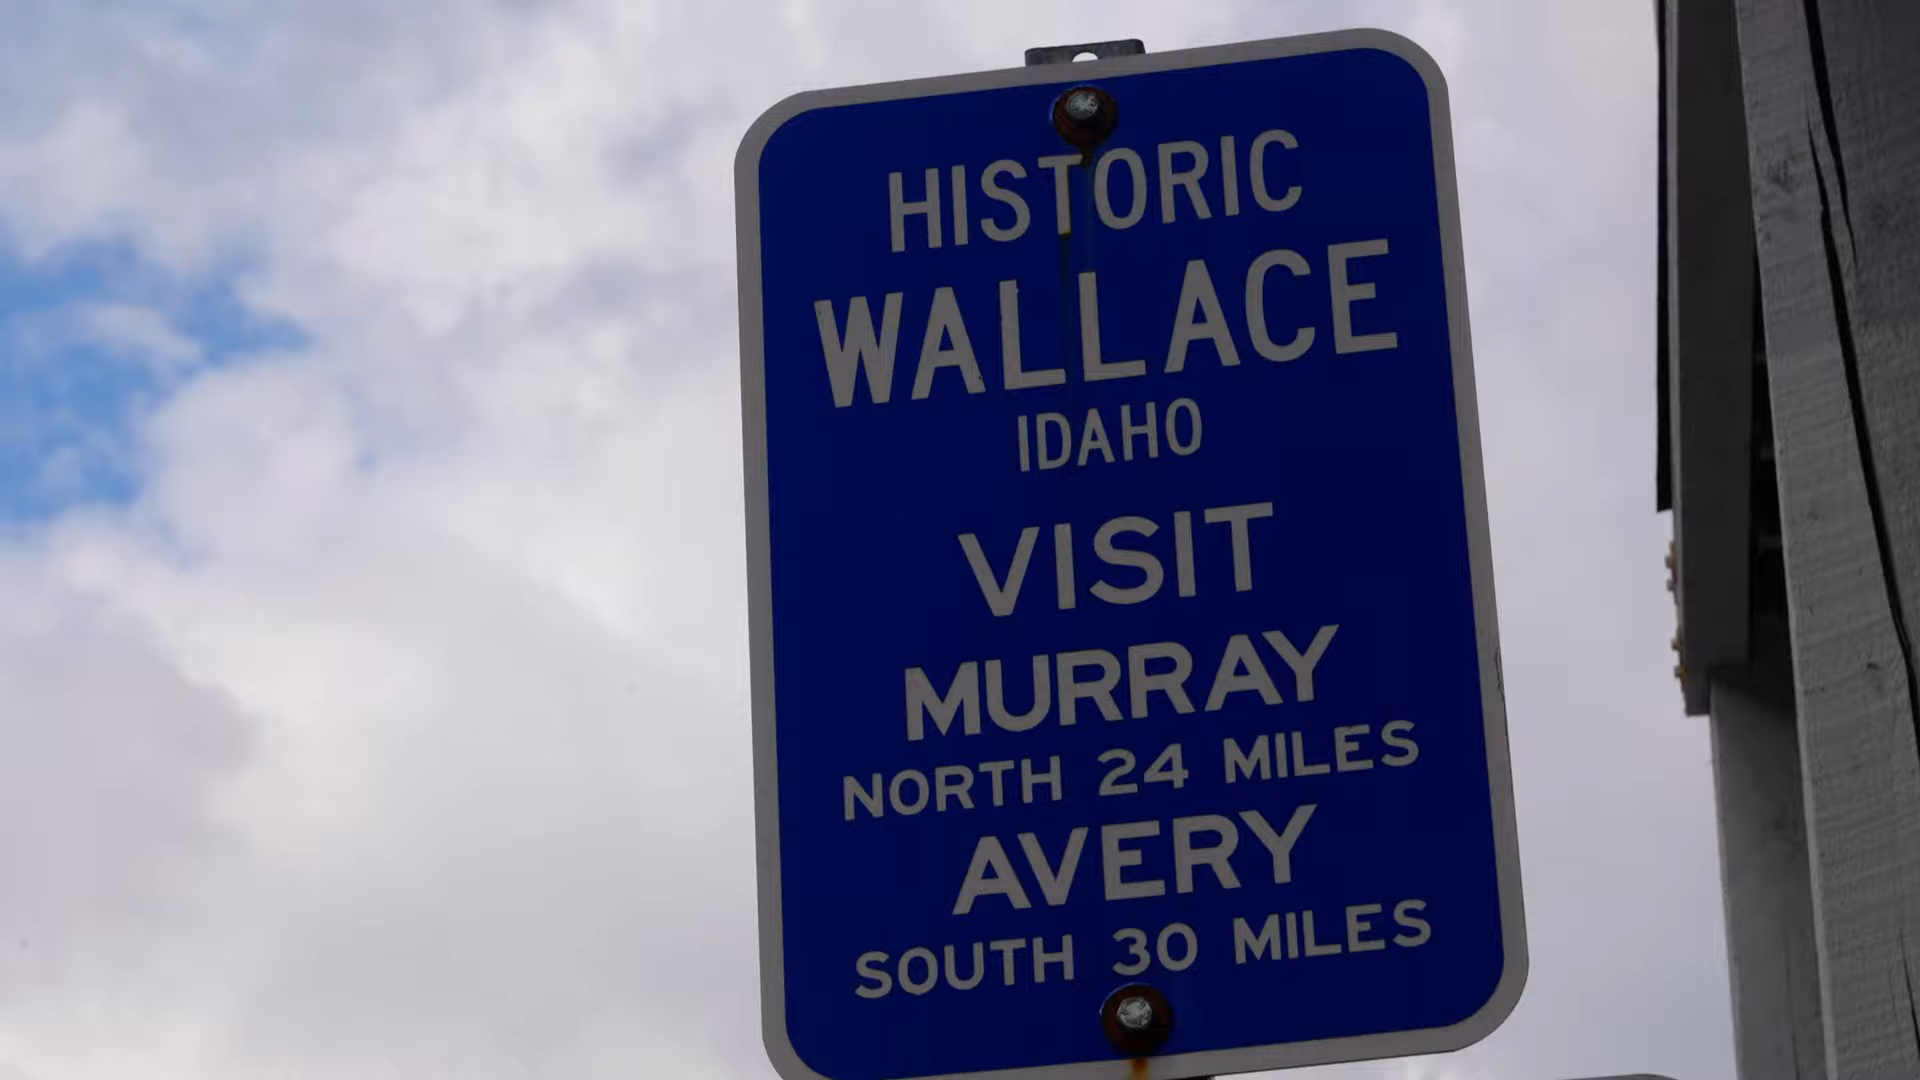 HISTORIC
WALLACE
IDAHO
VISIT
MURRAY
NORTH 24 MILES
AVERY
SOUTH 30 MILES